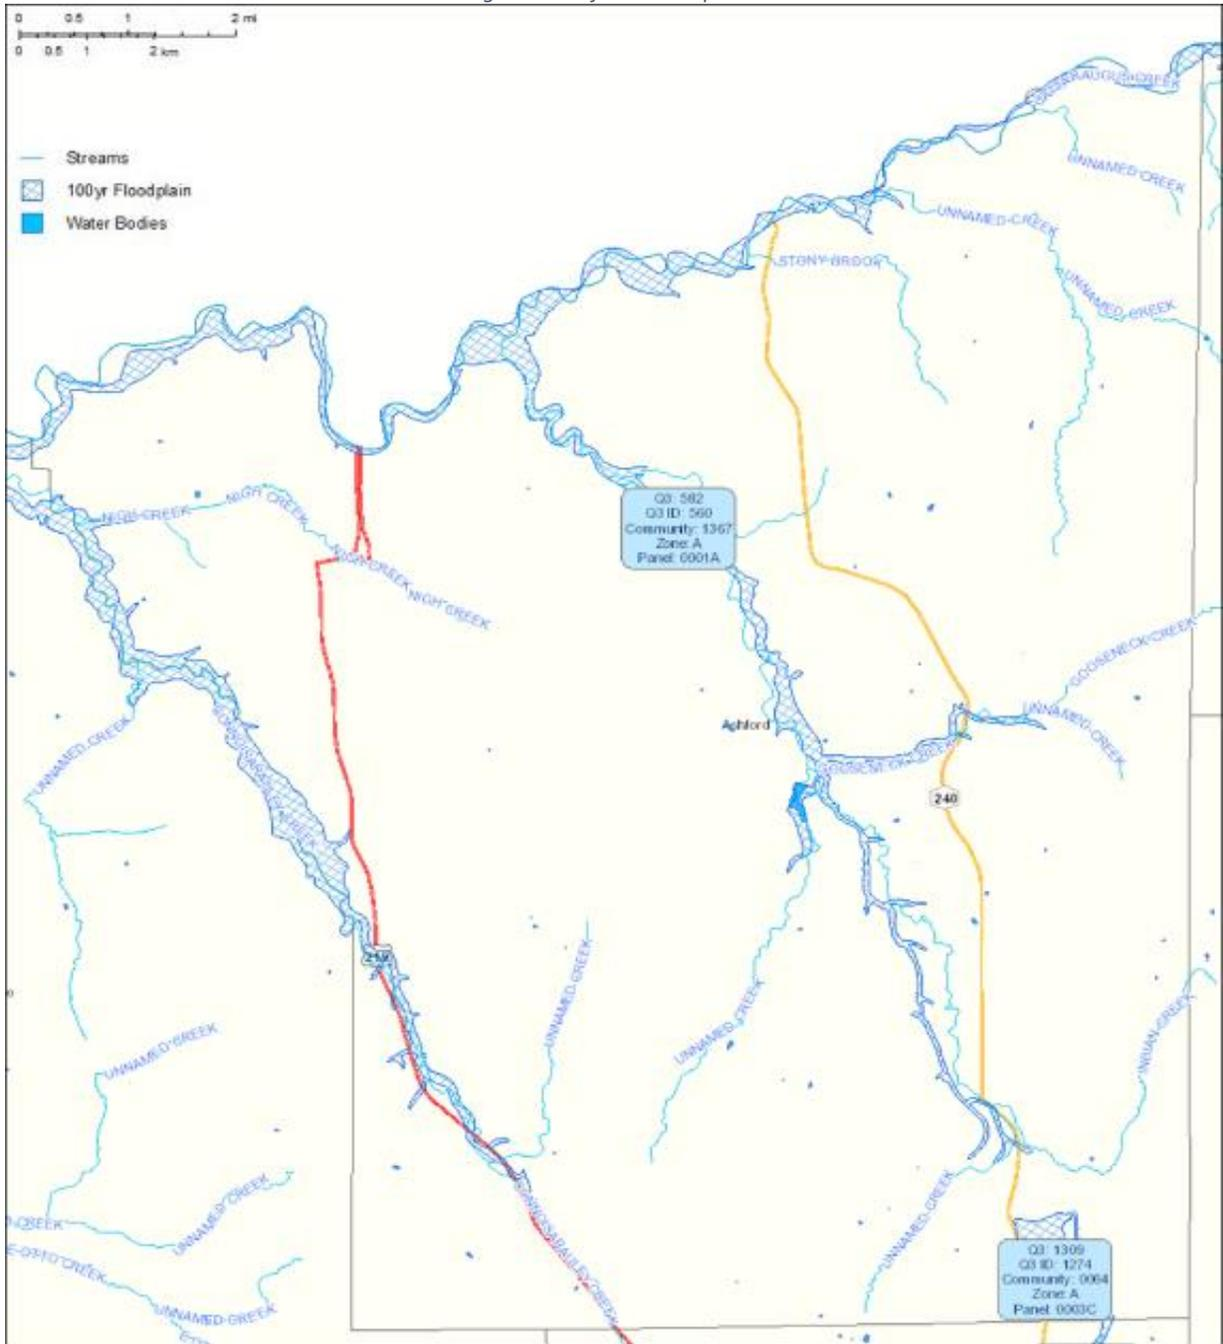 0 0.5 1 2 mi
0 0.5 1 2 km
Streams
100yr Floodplain
Water Bodies
UNNAMED CREEK
UNNAMED CREEK
STONY BROOK
UNNAMED CREEK
NIGH CREEK
NIGH CREEK
NIGH CREEK
NIGH CREEK
Q3: 582
Q3 ID: 560
Community: 1367
Zone: A
Panel: 0001A
GOOSENECK CREEK
UNNAMED CREEK
Ashford
UNNAMED CREEK
GOOSENECK CREEK
240
219
UNNAMED CREEK
UNNAMED CREEK
INDIAN CREEK
UNNAMED CREEK
UNNAMED CREEK
UNNAMED CREEK
CREEK
E OTTO CREEK
UNNAMED CREEK
Q3: 1309
Q3 ID: 1274
Community: 0064
Zone: A
Panel: 0003C